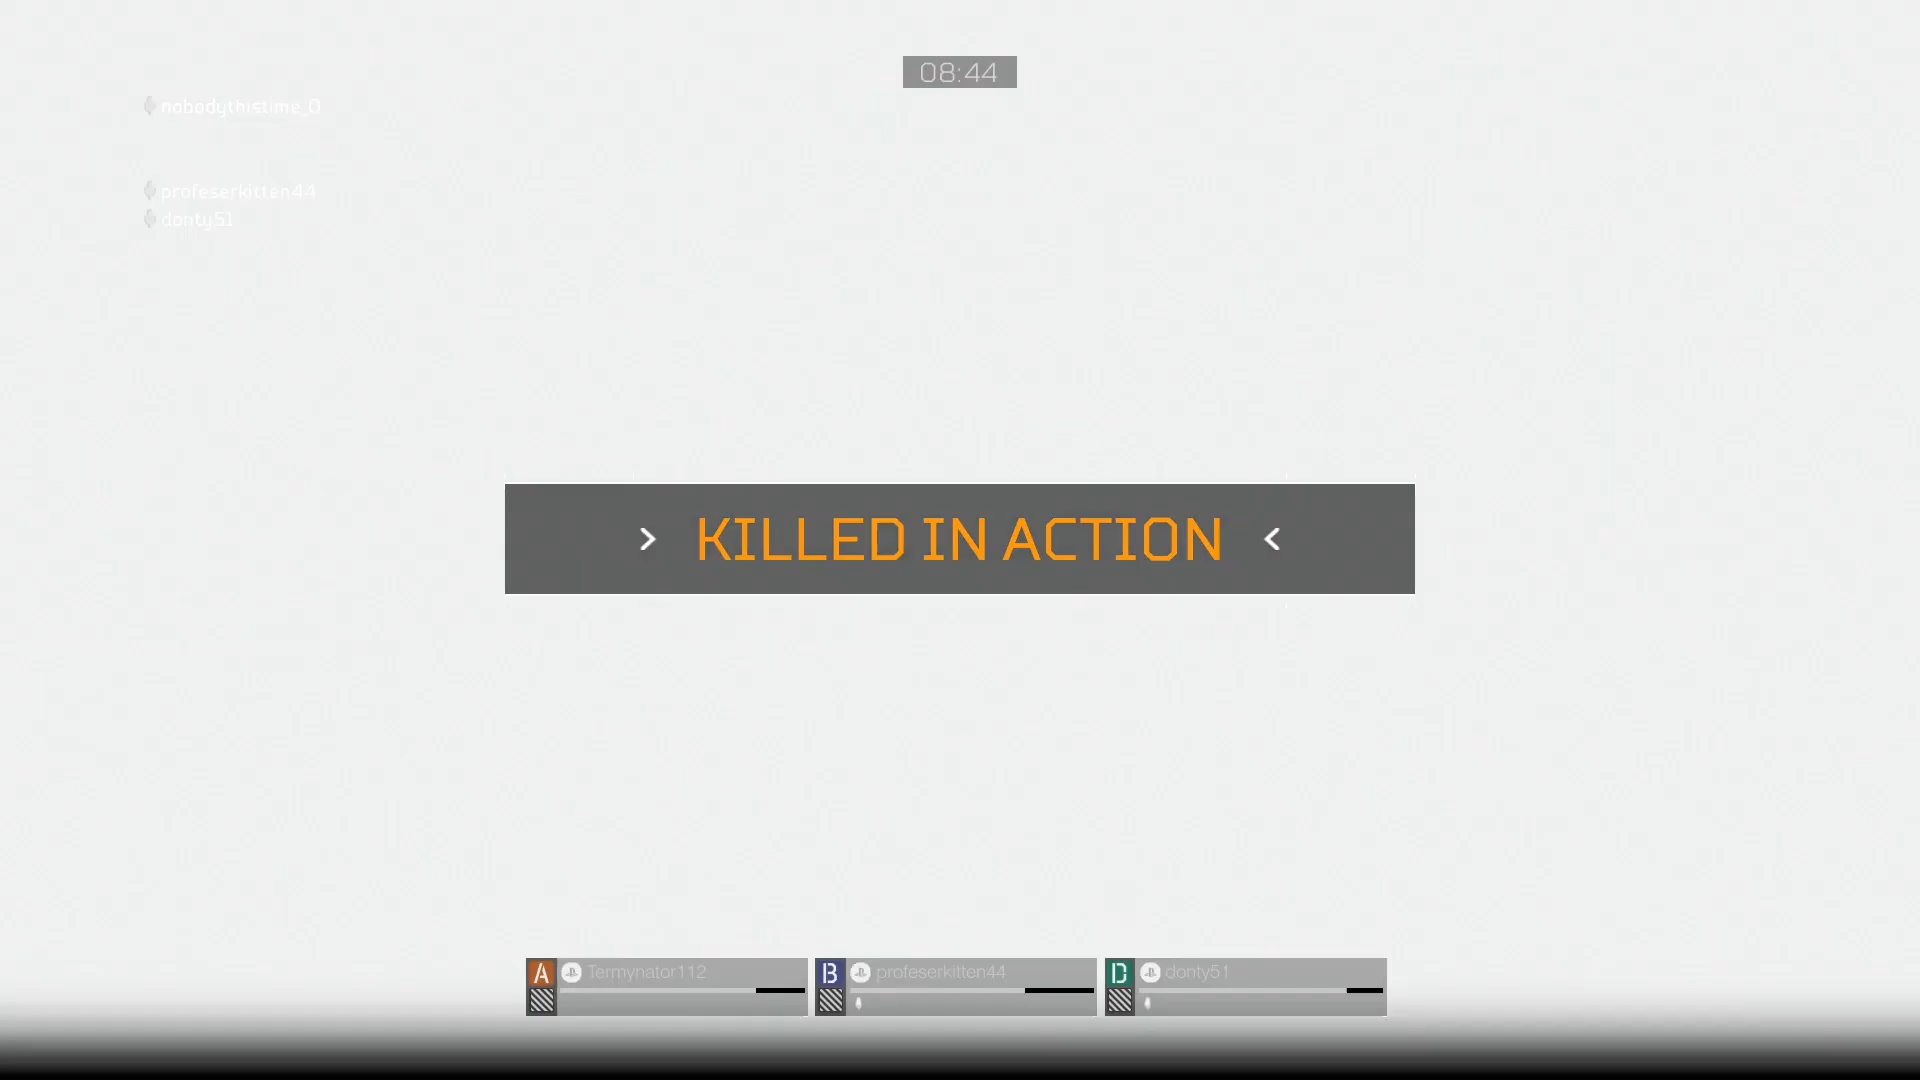 08:44
nobodythistime_0
profeserkitten44
donty51
> KILLED IN ACTION <
A Termynator112
B profeserkitten44
D donty51